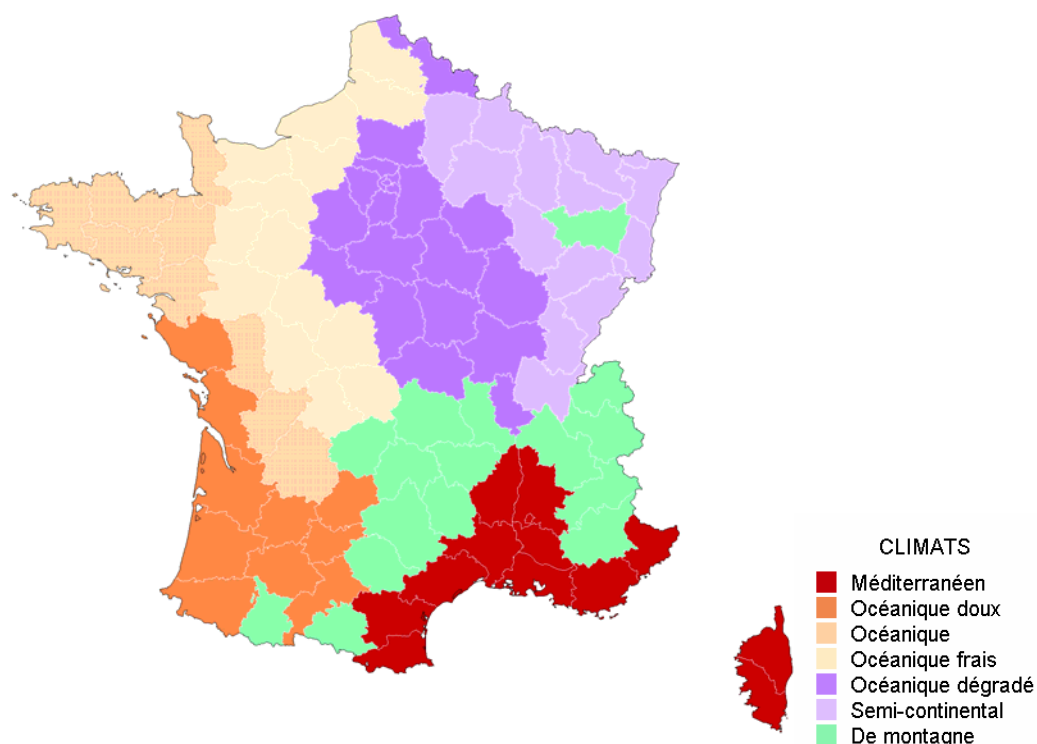 CLIMATS
Méditerranéen
Océanique doux
Océanique
Océanique frais
Océanique dégradé
Semi-continental
De montagne